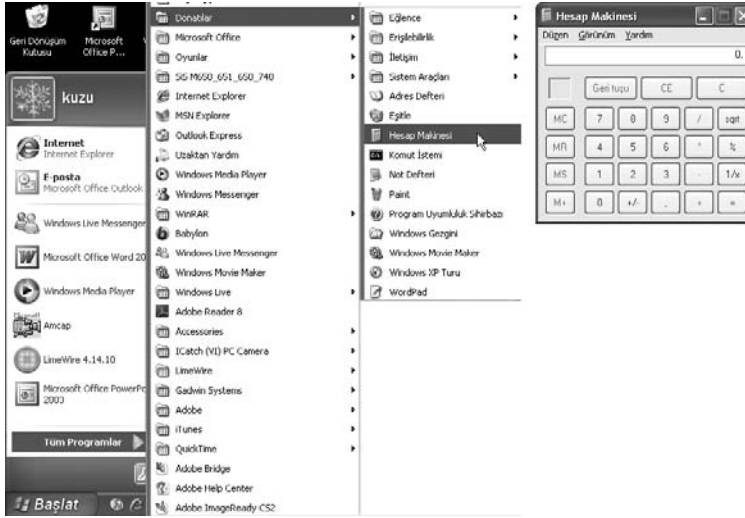 Geri Dönüşüm
Kutusu
Microsoft
Office P...
kuzu
Internet
Internet Explorer
E-posta
Microsoft Office Outlook
Windows Live Messenger
Microsoft Office Word 20
Windows Media Player
Amcap
LimeWire 4.14.10
Microsoft Office PowerPo
2003
Tüm Programlar
Başlat
Donatılar
Microsoft Office
Oyunlar
SiS M650_651_650_740
Internet Explorer
MSN Explorer
Outlook Express
Uzaktan Yardım
Windows Media Player
Windows Messenger
WinRAR
Babylon
Windows Live Messenger
Windows Movie Maker
Windows Live
Adobe Reader 8
Accessories
ICatch (VI) PC Camera
LimeWire
Gadwin Systems
Adobe
iTunes
QuickTime
Adobe Bridge
Adobe Help Center
Adobe ImageReady CS2
Eğlence
Erişilebilirlik
İletişim
Sistem Araçları
Adres Defteri
Eşitle
Hesap Makinesi
Komut İstemi
Not Defteri
Paint
Program Uyumluluk Sihirbazı
Windows Gezgini
Windows Movie Maker
Windows XP Turu
WordPad
Hesap Makinesi
Düzen Görünüm Yardım
0.
Geri tuşu CE C
MC 7 8 9 / sqrt
MR 4 5 6 * %
MS 1 2 3 - 1/x
M+ 0 +/- . + =